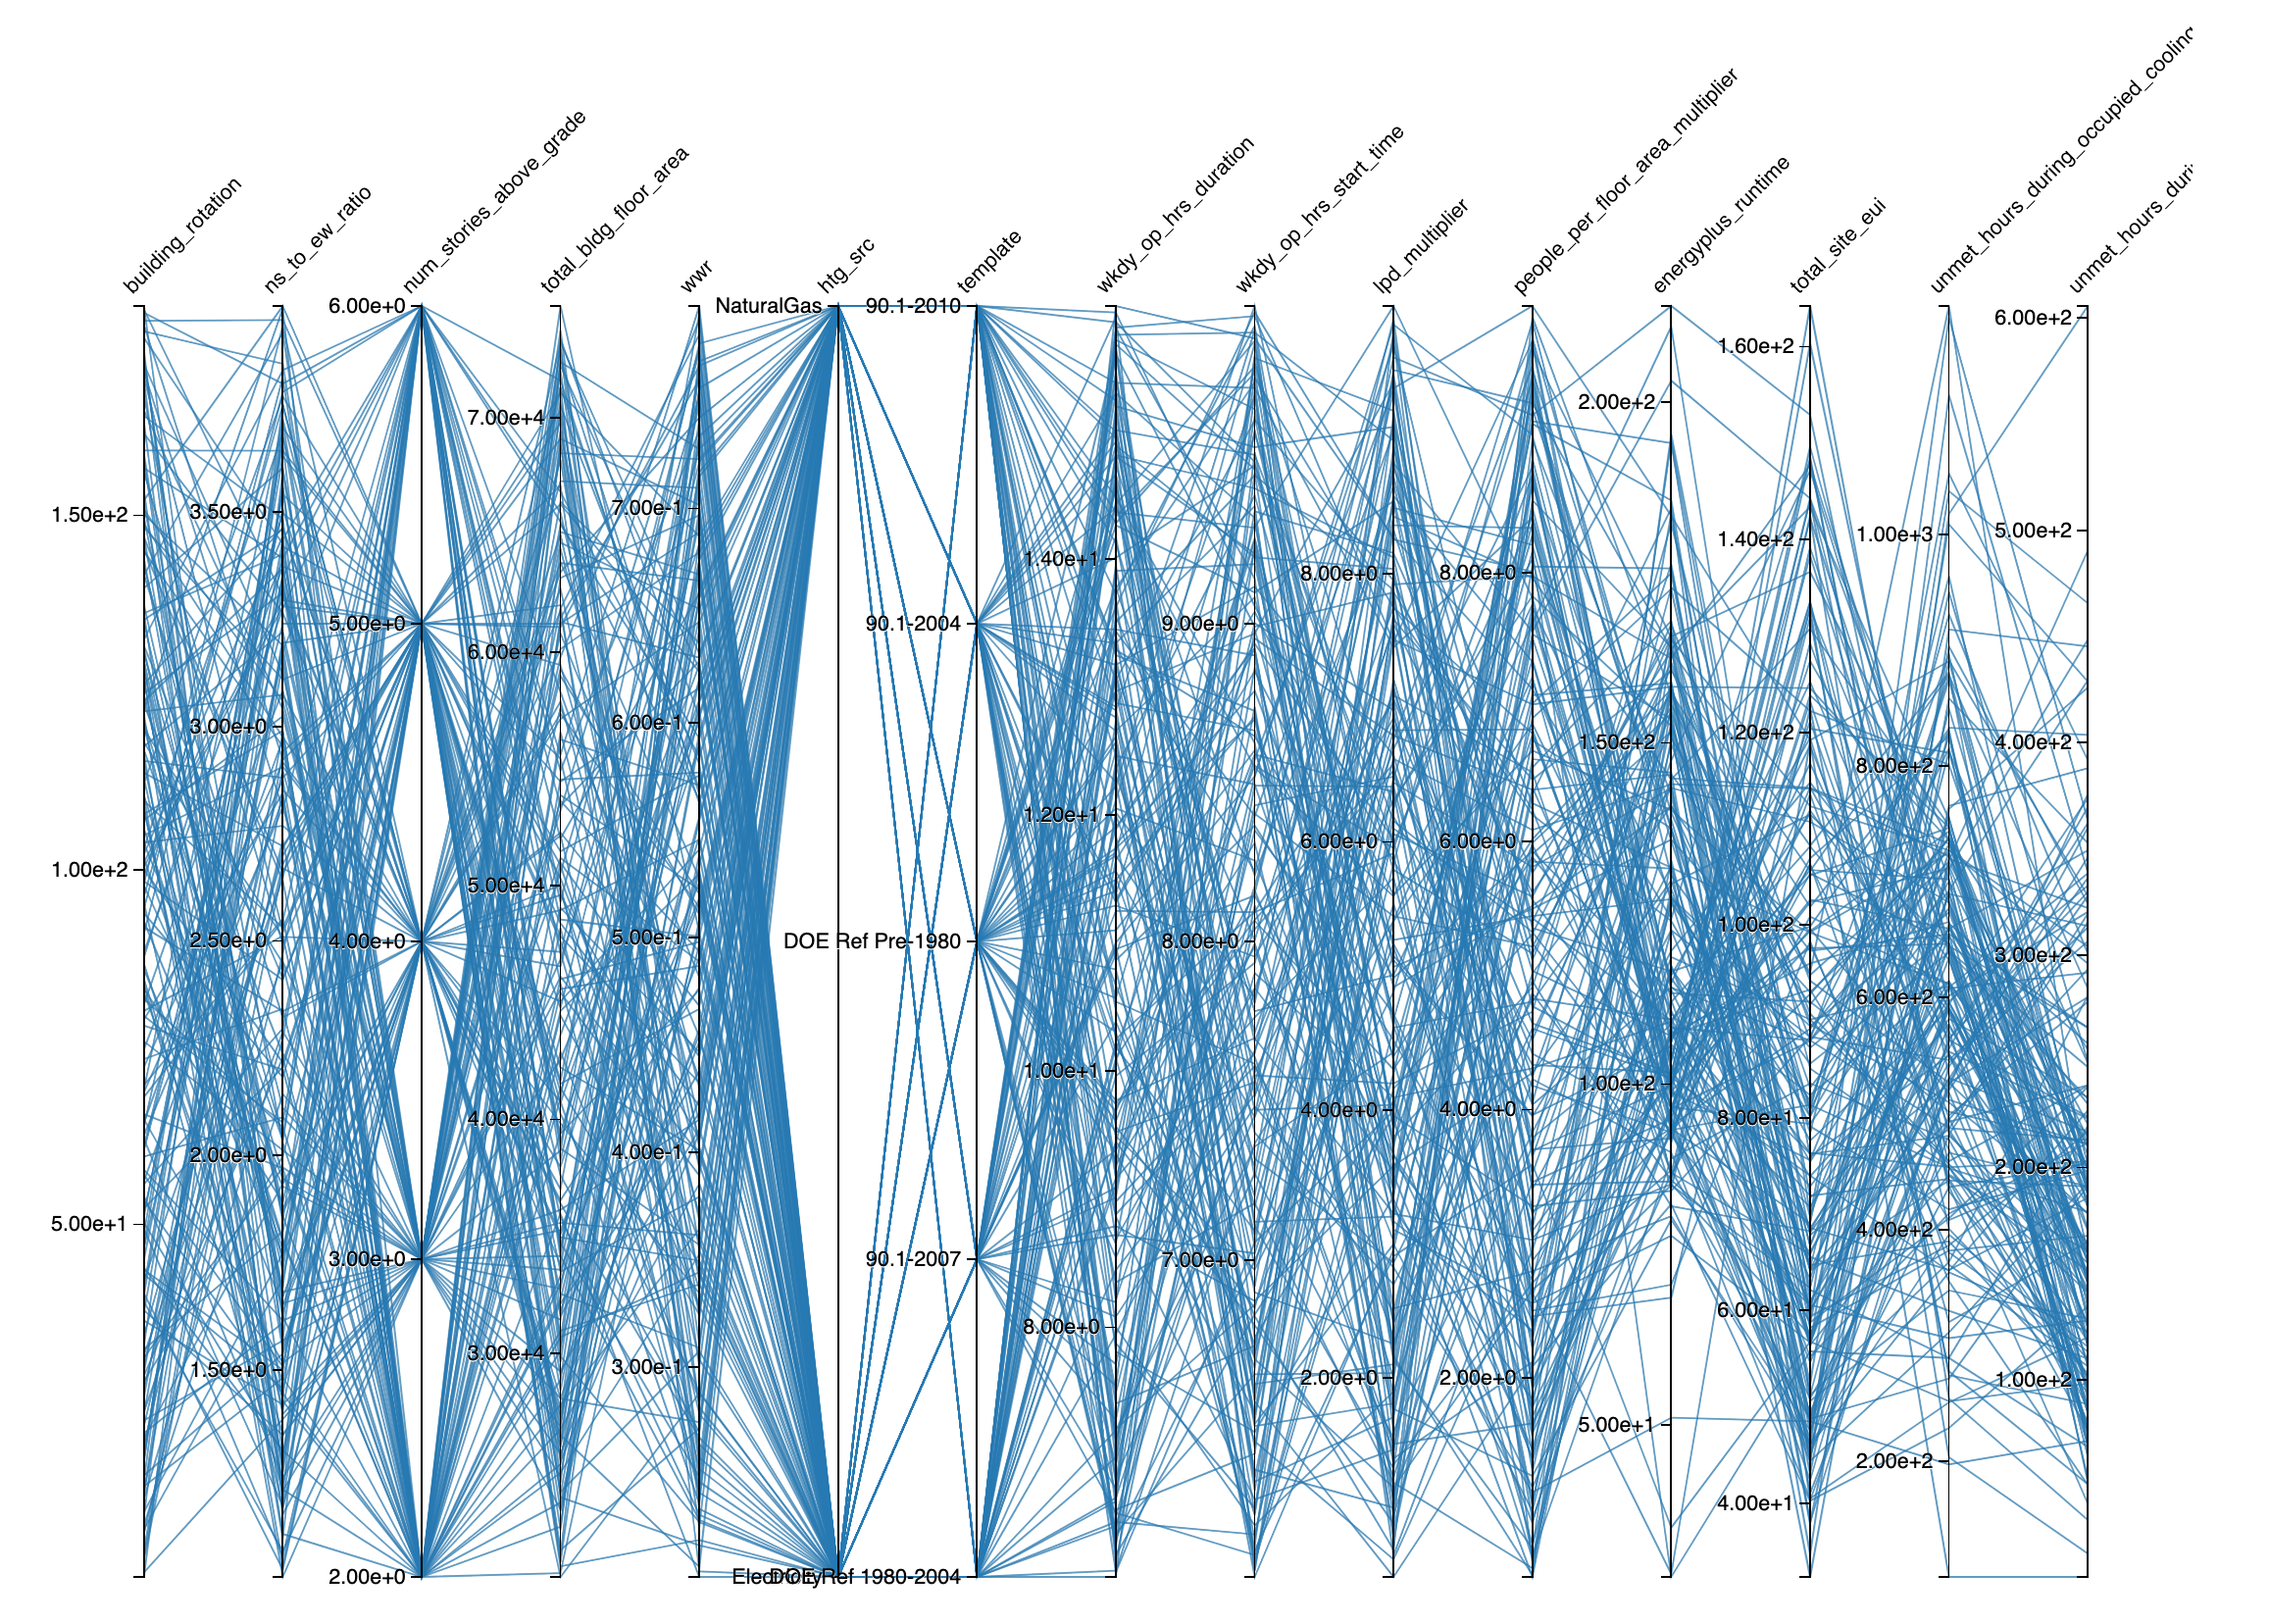 building_rotation
ns_to_ew_ratio
num_stories_above_grade
total_bldg_floor_area
wwr
htg_src
template
wkdy_op_hrs_duration
wkdy_op_hrs_start_time
lpd_multiplier
people_per_floor_area_multiplier
energyplus_runtime
total_site_eui
unmet_hours_during_occupied_cooling
unmet_hours_duri
1.50e+2
1.00e+2
5.00e+1
3.50e+0
3.00e+0
2.50e+0
2.00e+0
1.50e+0
6.00e+0
5.00e+0
4.00e+0
3.00e+0
2.00e+0
7.00e+4
6.00e+4
5.00e+4
4.00e+4
3.00e+4
7.00e-1
6.00e-1
5.00e-1
4.00e-1
3.00e-1
NaturalGas
Electricity
90.1-2010
90.1-2004
DOE Ref Pre-1980
90.1-2007
DOE Ref 1980-2004
1.40e+1
1.20e+1
1.00e+1
8.00e+0
9.00e+0
8.00e+0
7.00e+0
8.00e+0
6.00e+0
4.00e+0
2.00e+0
8.00e+0
6.00e+0
4.00e+0
2.00e+0
2.00e+2
1.50e+2
1.00e+2
5.00e+1
1.60e+2
1.40e+2
1.20e+2
1.00e+2
8.00e+1
6.00e+1
4.00e+1
1.00e+3
8.00e+2
6.00e+2
4.00e+2
2.00e+2
6.00e+2
5.00e+2
4.00e+2
3.00e+2
2.00e+2
1.00e+2